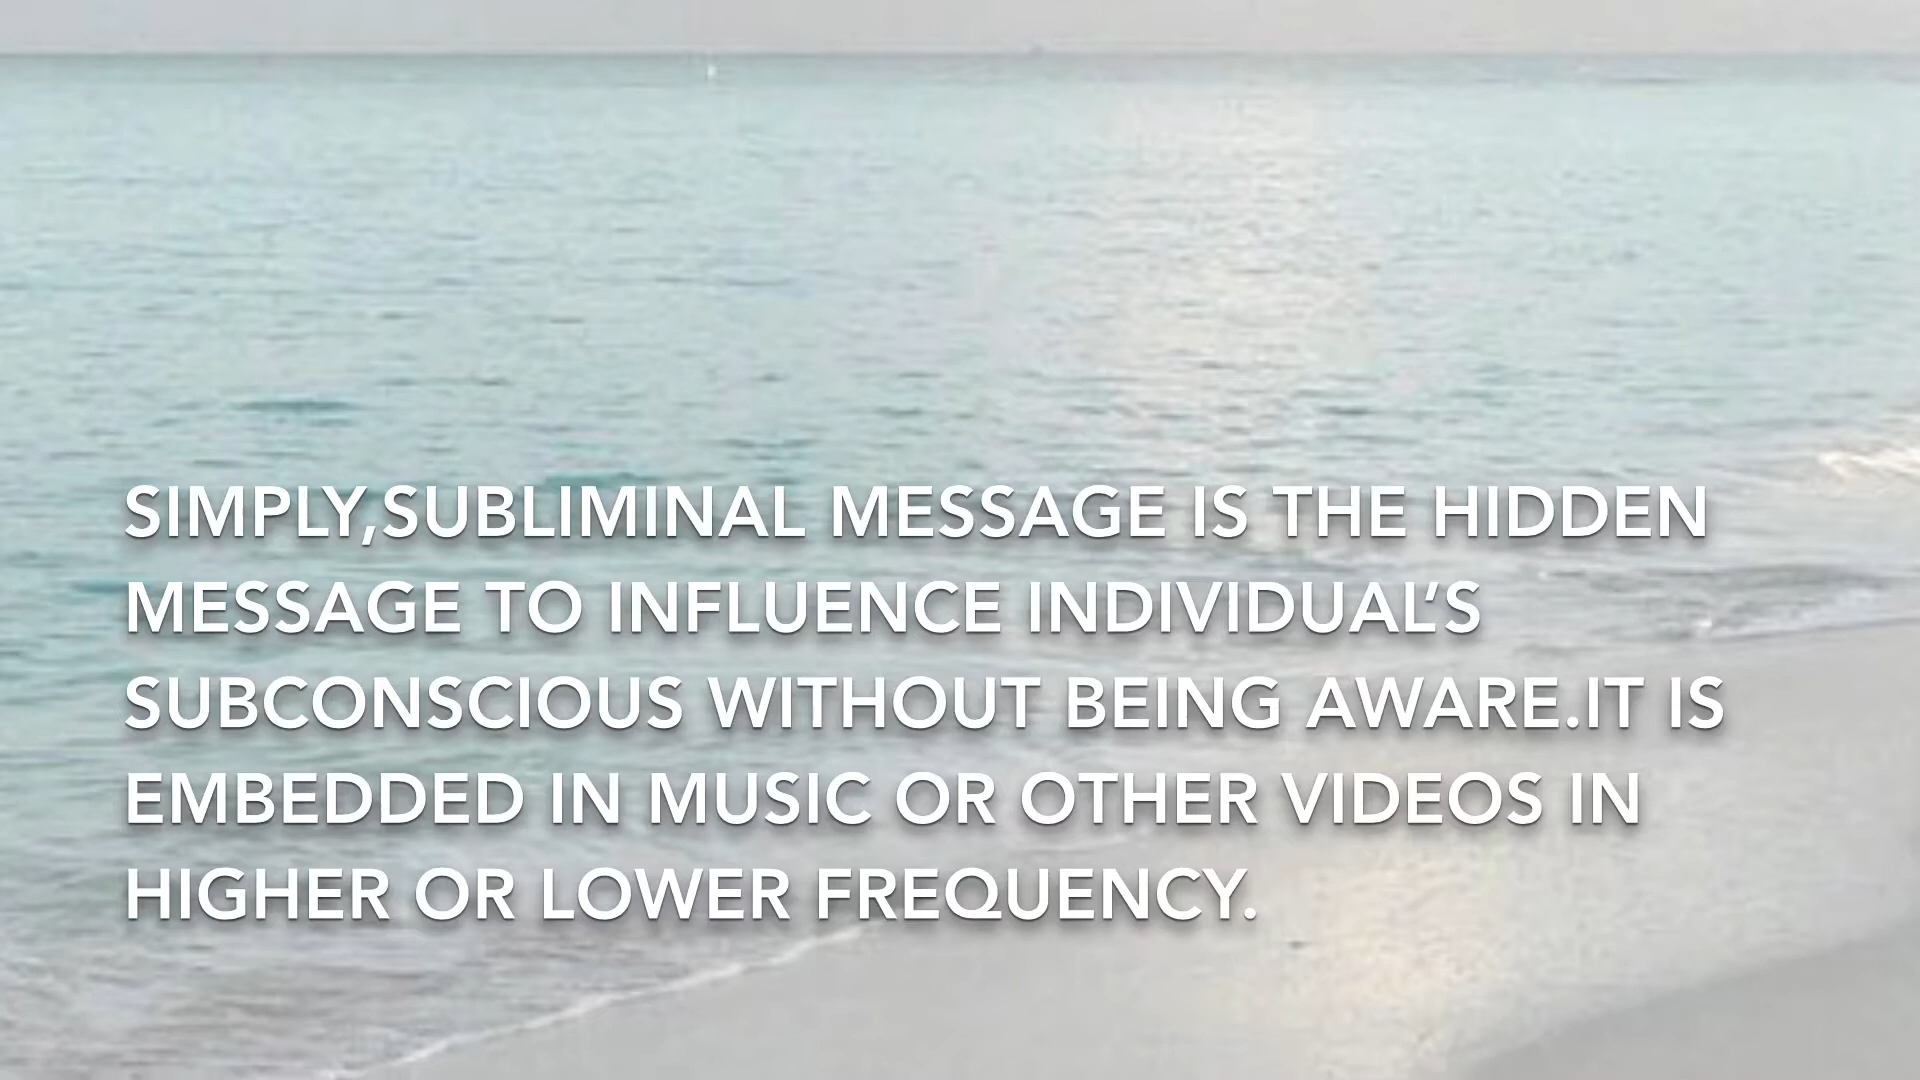 SIMPLY,SUBLIMINAL MESSAGE IS THE HIDDEN
MESSAGE TO INFLUENCE INDIVIDUAL’S
SUBCONSCIOUS WITHOUT BEING AWARE.IT IS
EMBEDDED IN MUSIC OR OTHER VIDEOS IN
HIGHER OR LOWER FREQUENCY.